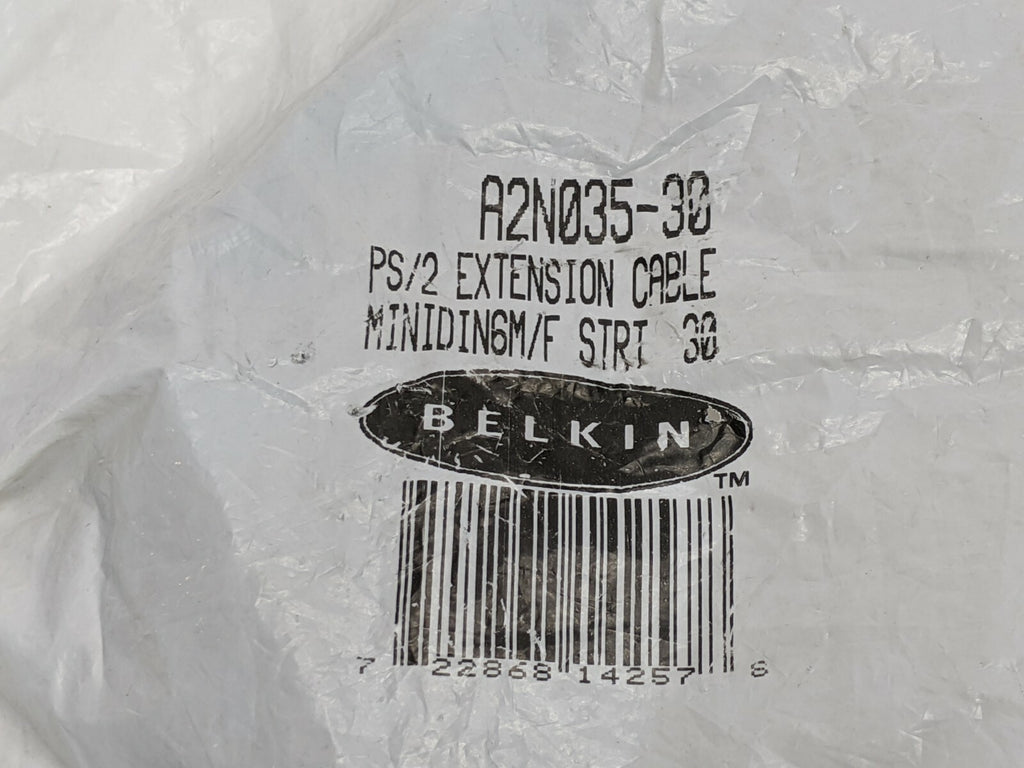 A2N035-30
PS/2 EXTENSION CABLE
MINIDIN6M/F STRT 30
BELKIN
TM
7 22868 14257 8